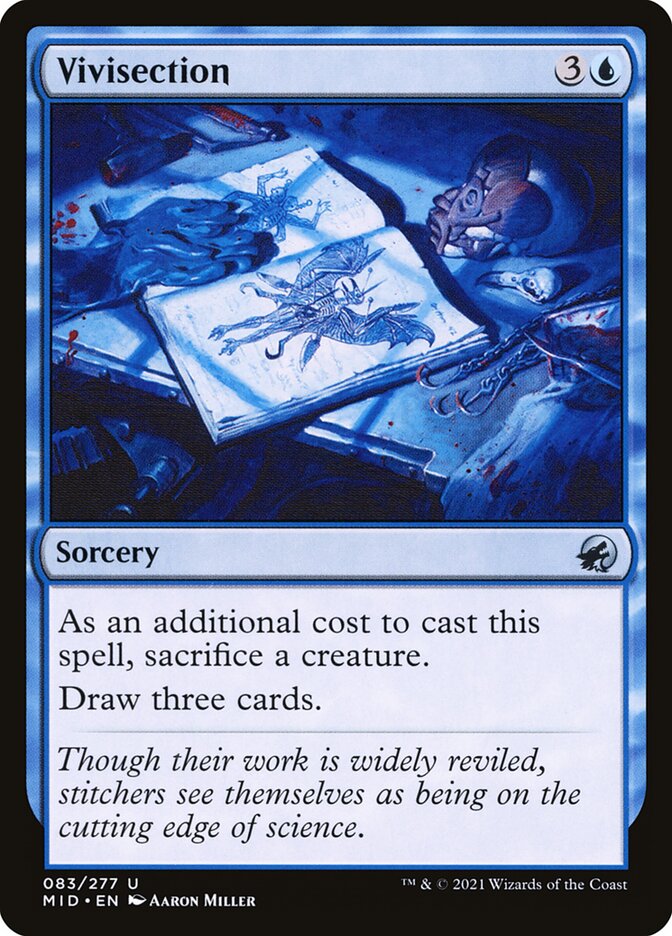 Vivisection 3
Sorcery
As an additional cost to cast this
spell, sacrifice a creature.
Draw three cards.
Though their work is widely reviled,
stitchers see themselves as being on the
cutting edge of science.
083/277 U
MID • EN Aaron Miller
™ & © 2021 Wizards of the Coast